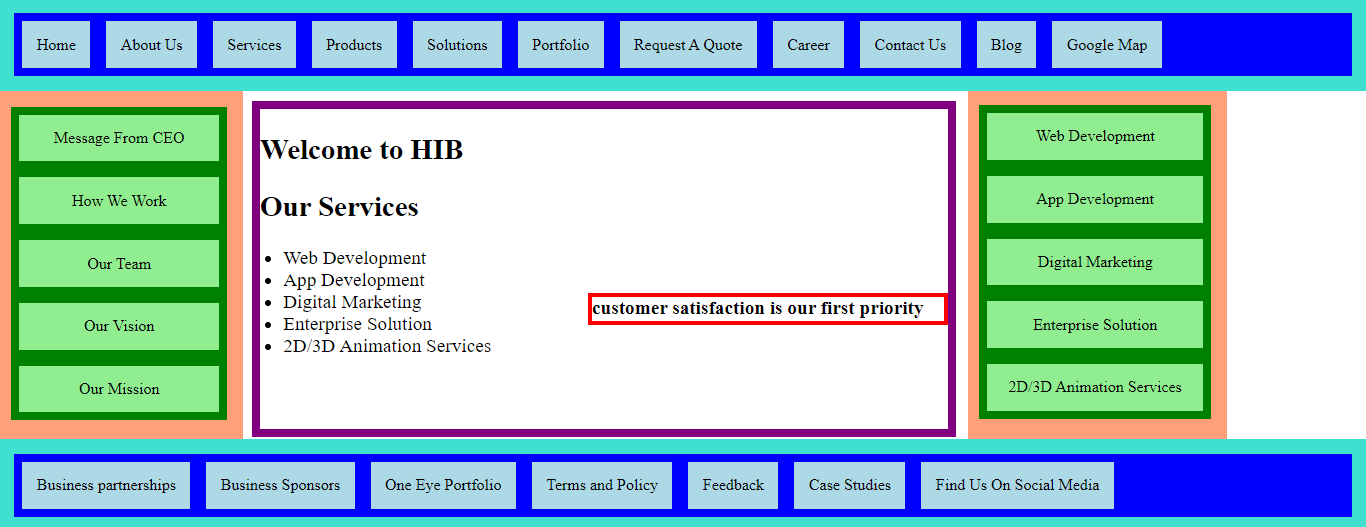 Home About Us Services Products Solutions Portfolio Request A Quote Career Contact Us Blog Google Map
Message From CEO
How We Work
Our Team
Our Vision
Our Mission
Welcome to HIB
Our Services
Web Development
App Development
Digital Marketing
Enterprise Solution
2D/3D Animation Services
customer satisfaction is our first priority
Web Development
App Development
Digital Marketing
Enterprise Solution
2D/3D Animation Services
Business partnerships Business Sponsors One Eye Portfolio Terms and Policy Feedback Case Studies Find Us On Social Media